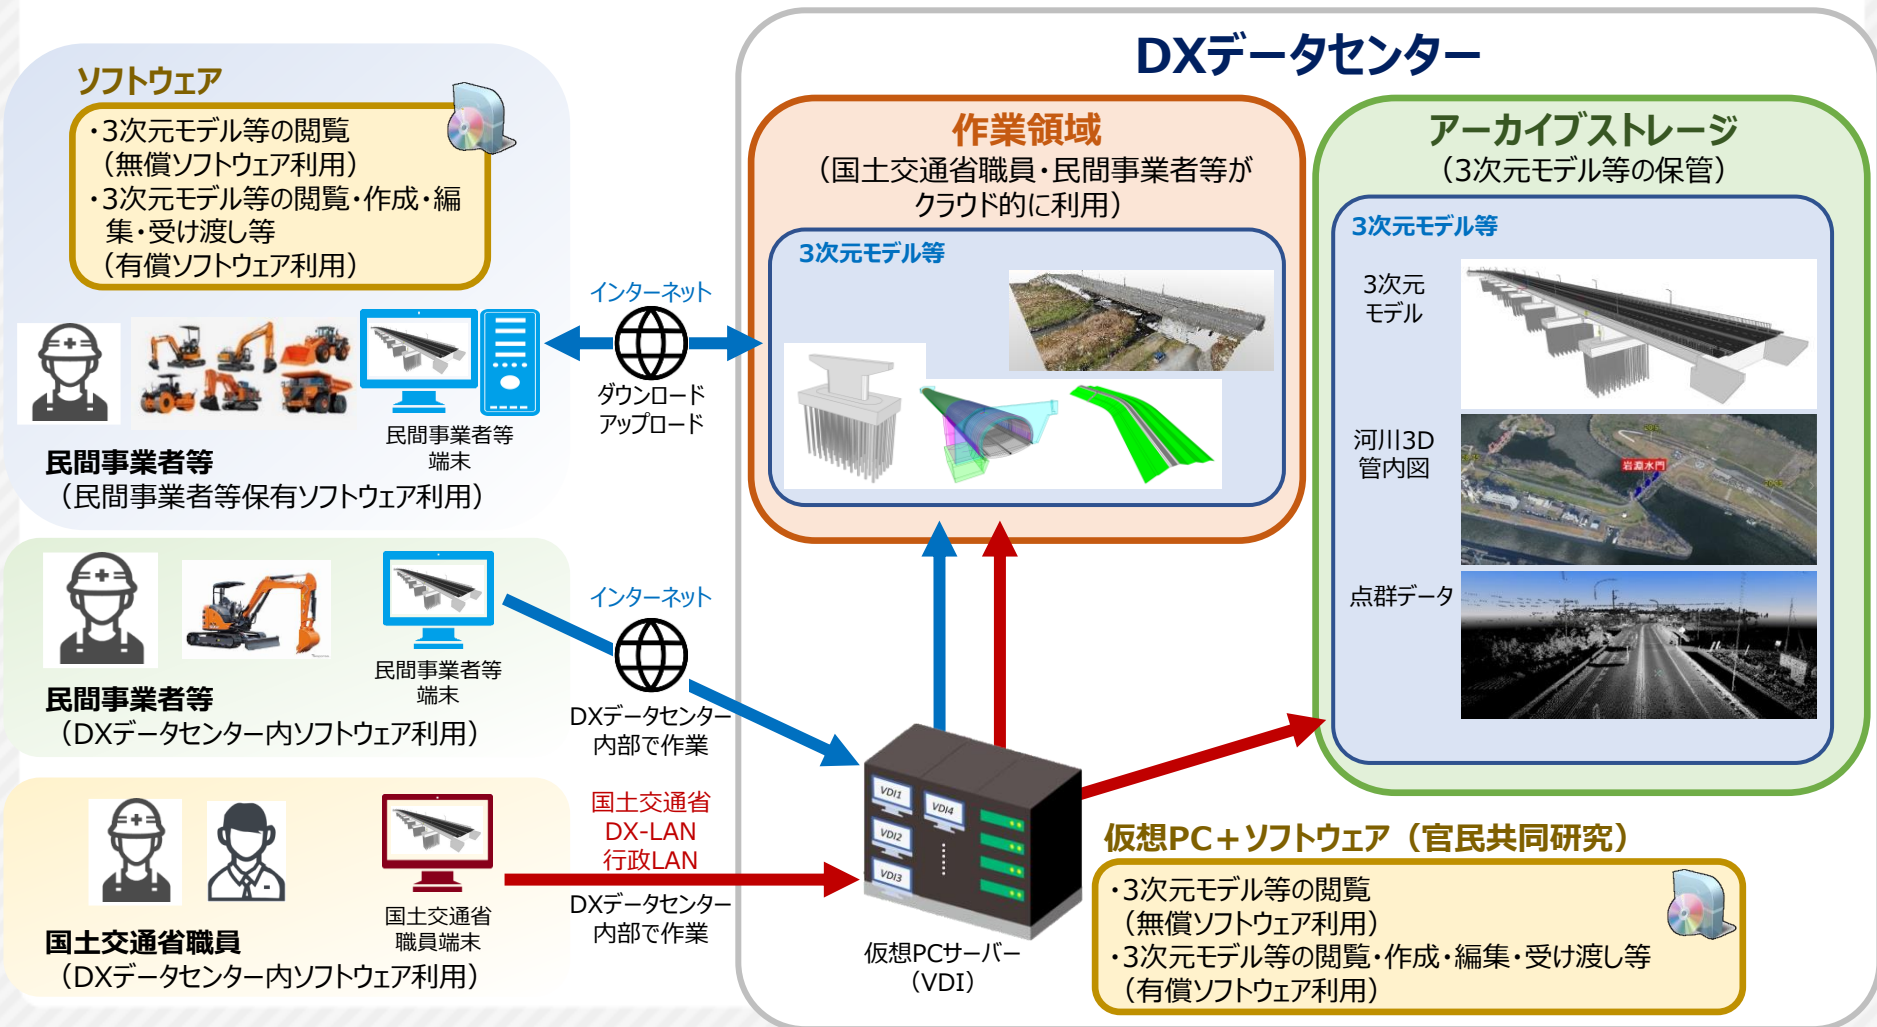 DXデータセンター
ソフトウェア
・3次元モデル等の閲覧
（無償ソフトウェア利用）
・3次元モデル等の閲覧・作成・編
集・受け渡し等
（有償ソフトウェア利用）
民間事業者等
端末
民間事業者等
（民間事業者等保有ソフトウェア利用）
インターネット
ダウンロード
アップロード
民間事業者等
端末
民間事業者等
（DXデータセンター内ソフトウェア利用）
インターネット
DXデータセンター
内部で作業
国土交通省
職員端末
国土交通省職員
（DXデータセンター内ソフトウェア利用）
国土交通省
DX-LAN
行政LAN
DXデータセンター
内部で作業
作業領域
（国土交通省職員・民間事業者等が
クラウド的に利用）
3次元モデル等
アーカイブストレージ
（3次元モデル等の保管）
3次元モデル等
3次元
モデル
河川3D
管内図
岩淵水門
点群データ
VDI1
VDI2
VDI3
VDI4
仮想PCサーバー
（VDI）
仮想PC＋ソフトウェア（官民共同研究）
・3次元モデル等の閲覧
（無償ソフトウェア利用）
・3次元モデル等の閲覧・作成・編集・受け渡し等
（有償ソフトウェア利用）